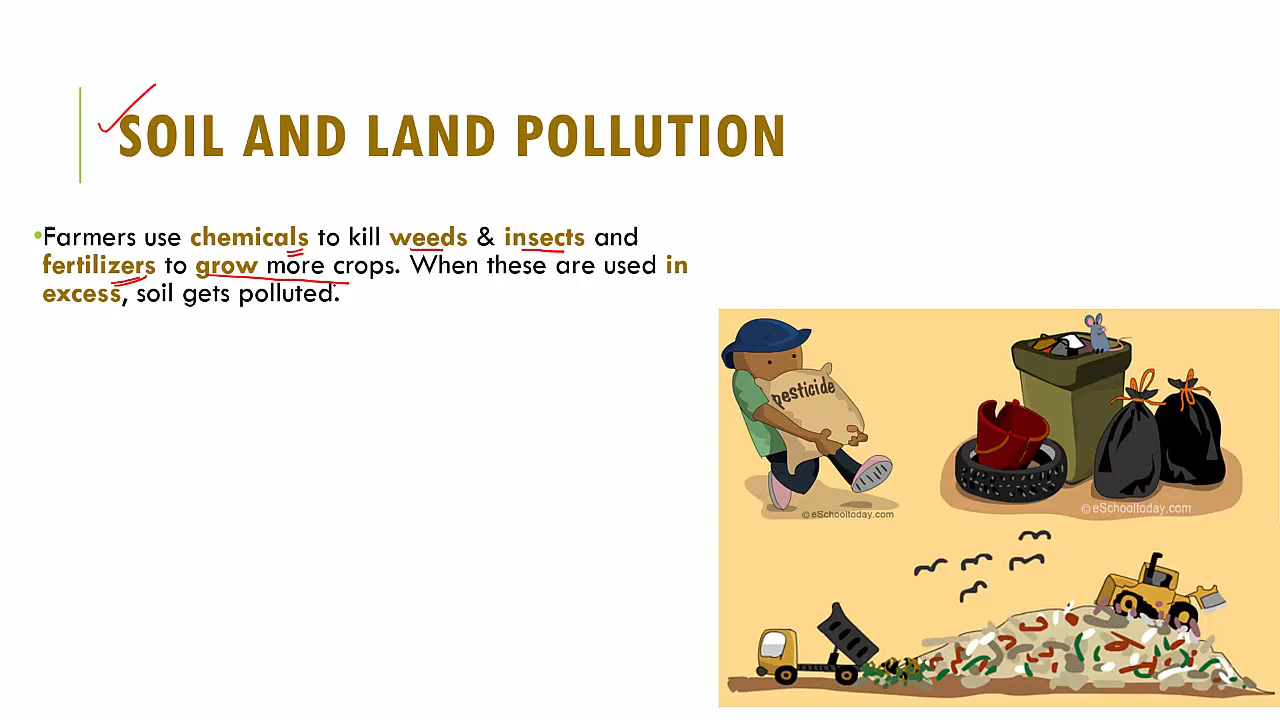 SOIL AND LAND POLLUTION
•Farmers use chemicals to kill weeds & insects and
fertilizers to grow more crops. When these are used in
excess, soil gets polluted.
pesticide
© eSchooltoday.com
© eSchooltoday.com